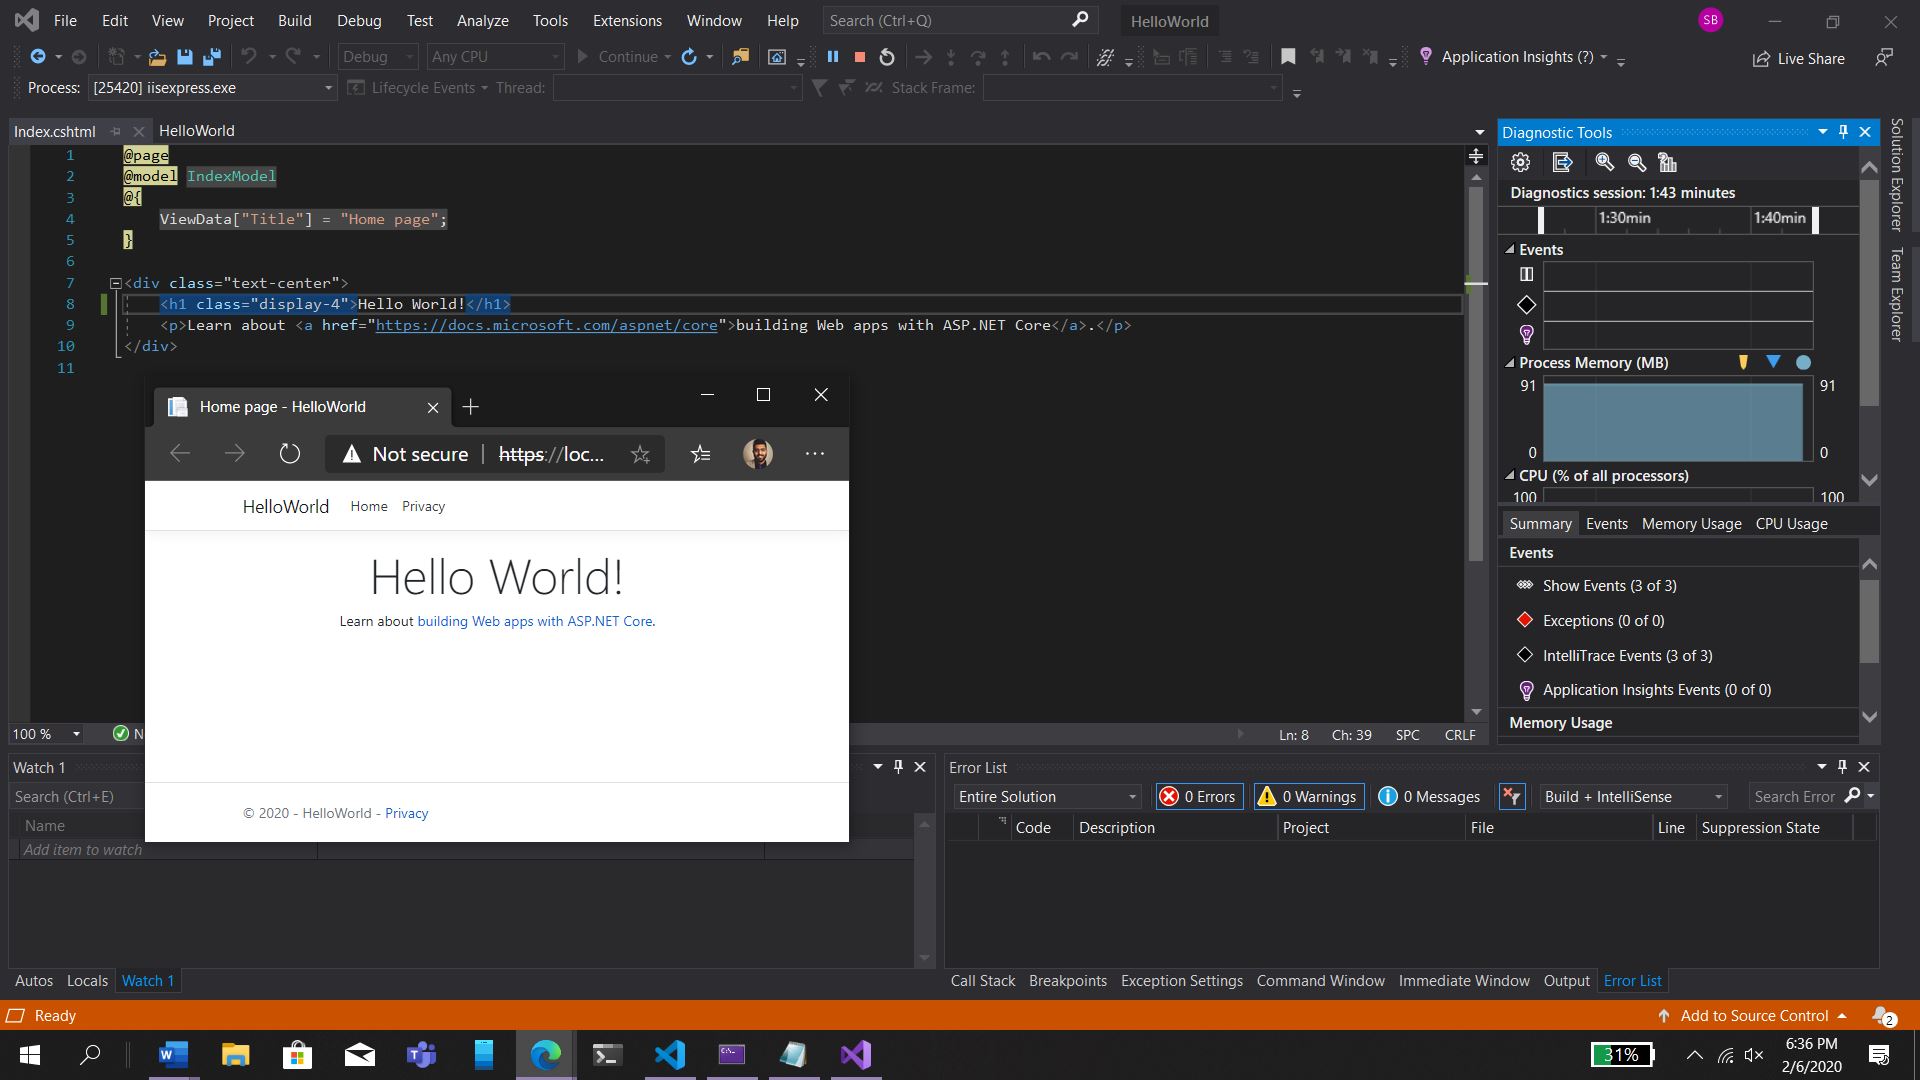 File Edit View Project Build Debug Test Analyze Tools Extensions Window Help Search (Ctrl+Q) HelloWorld SB
Debug Any CPU Continue Application Insights (?) Live Share
Process: [25420] iisexpress.exe Lifecycle Events Thread: Stack Frame:
Index.cshtml HelloWorld
1 @page
2 @model IndexModel
3 @{
4 ViewData["Title"] = "Home page";
5 }
6
7 <div class="text-center">
8 <h1 class="display-4">Hello World!</h1>
9 <p>Learn about <a href="https://docs.microsoft.com/aspnet/core">building Web apps with ASP.NET Core</a>.</p>
10 </div>
11
Home page - HelloWorld
Not secure https://loc...
HelloWorld Home Privacy
Hello World!
Learn about building Web apps with ASP.NET Core.
© 2020 - HelloWorld - Privacy
100 % N Ln: 8 Ch: 39 SPC CRLF
Diagnostic Tools
Diagnostics session: 1:43 minutes
1:30min 1:40min
Events
Process Memory (MB)
91 91
0 0
CPU (% of all processors)
100 100
Summary Events Memory Usage CPU Usage
Events
Show Events (3 of 3)
Exceptions (0 of 0)
IntelliTrace Events (3 of 3)
Application Insights Events (0 of 0)
Memory Usage
Solution Explorer
Team Explorer
Watch 1
Search (Ctrl+E)
Name
Add item to watch
Autos Locals Watch 1
Error List
Entire Solution 0 Errors 0 Warnings 0 Messages Build + IntelliSense Search Error
Code Description Project File Line Suppression State
Call Stack Breakpoints Exception Settings Command Window Immediate Window Output Error List
Ready Add to Source Control 2
31% 6:36 PM
2/6/2020